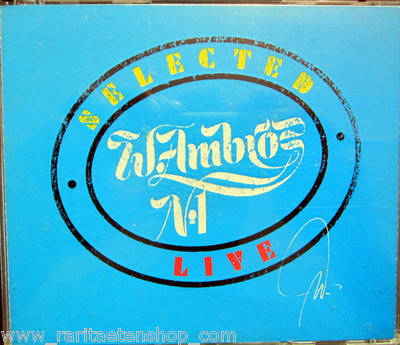 SELECTED
W. Ambros
№1
LIVE
www.raritaetenshop.com